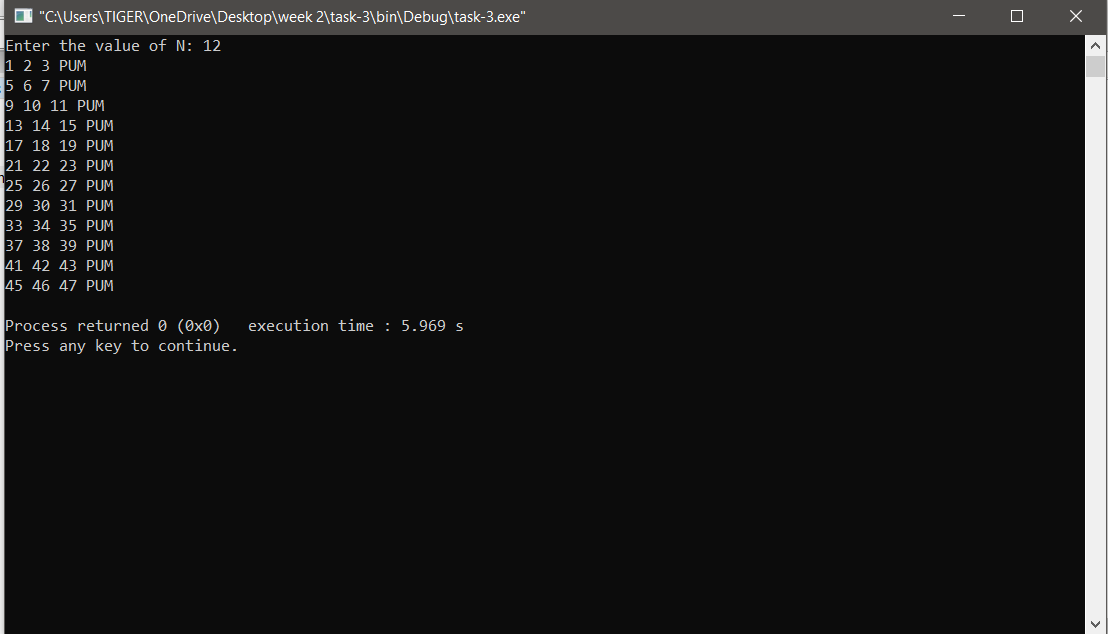 "C:\Users\TIGER\OneDrive\Desktop\week 2\task-3\bin\Debug\task-3.exe"
Enter the value of N: 12
1 2 3 PUM
5 6 7 PUM
9 10 11 PUM
13 14 15 PUM
17 18 19 PUM
21 22 23 PUM
25 26 27 PUM
29 30 31 PUM
33 34 35 PUM
37 38 39 PUM
41 42 43 PUM
45 46 47 PUM
Process returned 0 (0x0)   execution time : 5.969 s
Press any key to continue.